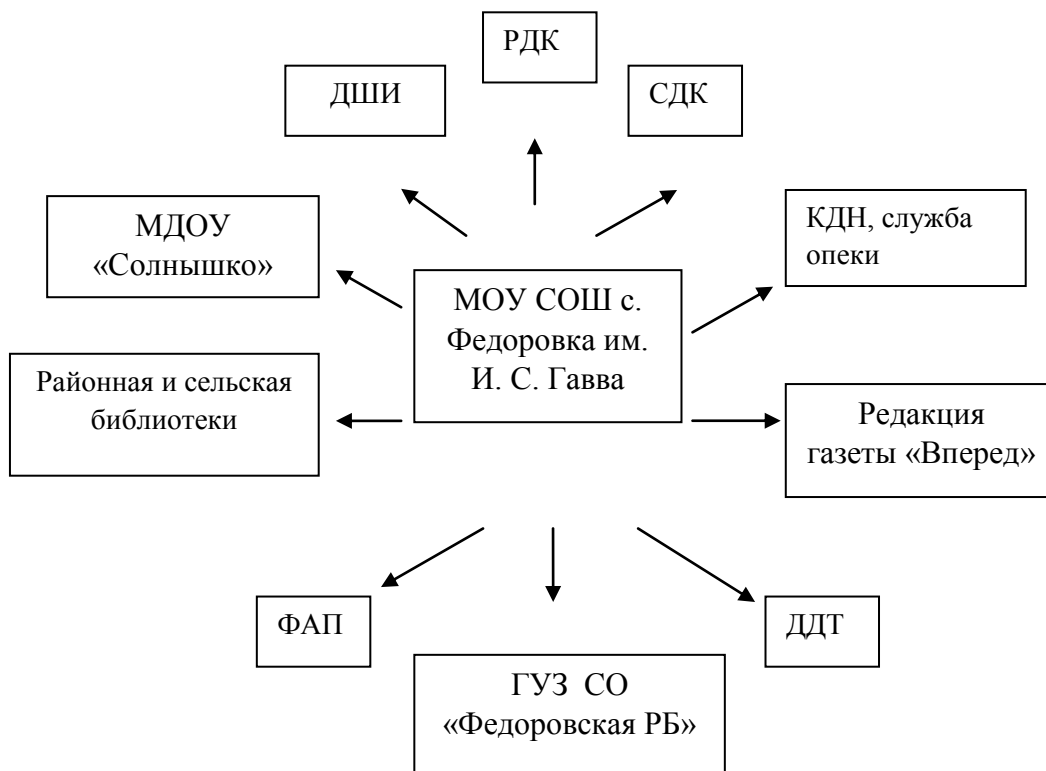 РДК
ДШИ
СДК
МДОУ
«Солнышко»
КДН, служба
опеки
МОУ СОШ с.
Федоровка им.
И. С. Гавва
Районная и сельская
библиотеки
Редакция
газеты «Вперед»
ФАП
ДДТ
ГУЗ СО
«Федоровская РБ»